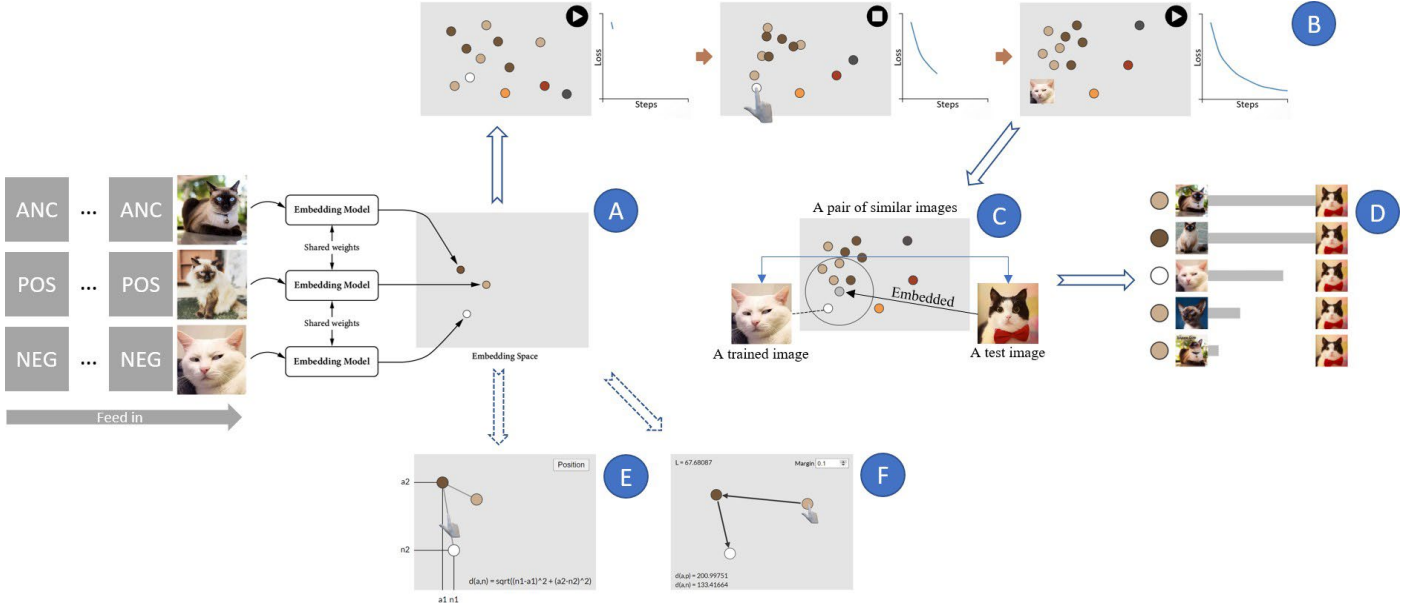 B
Loss
Steps
Loss
Steps
Loss
Steps
ANC
...
ANC
Embedding Model
A
Shared weights
POS
...
POS
Embedding Model
Shared weights
NEG
...
NEG
Embedding Model
Embedding Space
Feed in
A pair of similar images
C
Embedded
A trained image
A test image
D
Position
E
a2
n2
d(a,n) = sqrt((n1-a1)^2 + (a2-n2)^2)
a1 n1
L = 67.68087
Margin 0.1
F
d(a,p) = 200.99751
d(a,n) = 133.41664